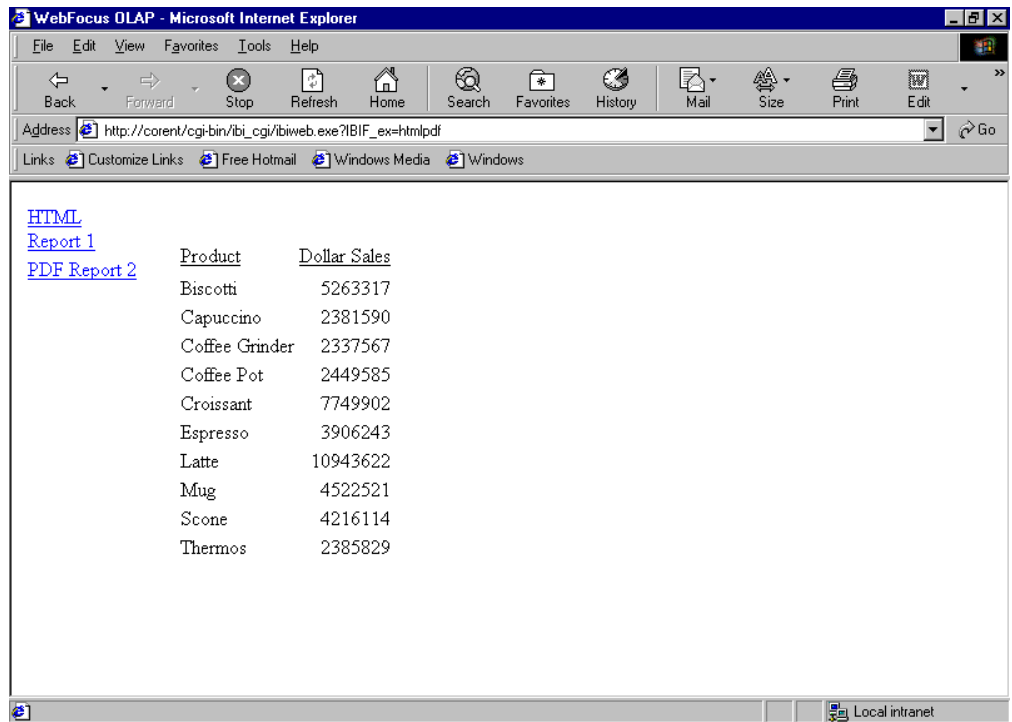 WebFocus OLAP - Microsoft Internet Explorer
File Edit View Favorites Tools Help
Back Forward Stop Refresh Home Search Favorites History Mail Size Print Edit »
Address http://corent/cgi-bin/ibi_cgi/ibiweb.exe?IBIF_ex=htmlpdf Go
Links Customize Links Free Hotmail Windows Media Windows
HTML
Report 1
PDF Report 2
Product Dollar Sales
Biscotti 5263317
Capuccino 2381590
Coffee Grinder 2337567
Coffee Pot 2449585
Croissant 7749902
Espresso 3906243
Latte 10943622
Mug 4522521
Scone 4216114
Thermos 2385829
Local intranet